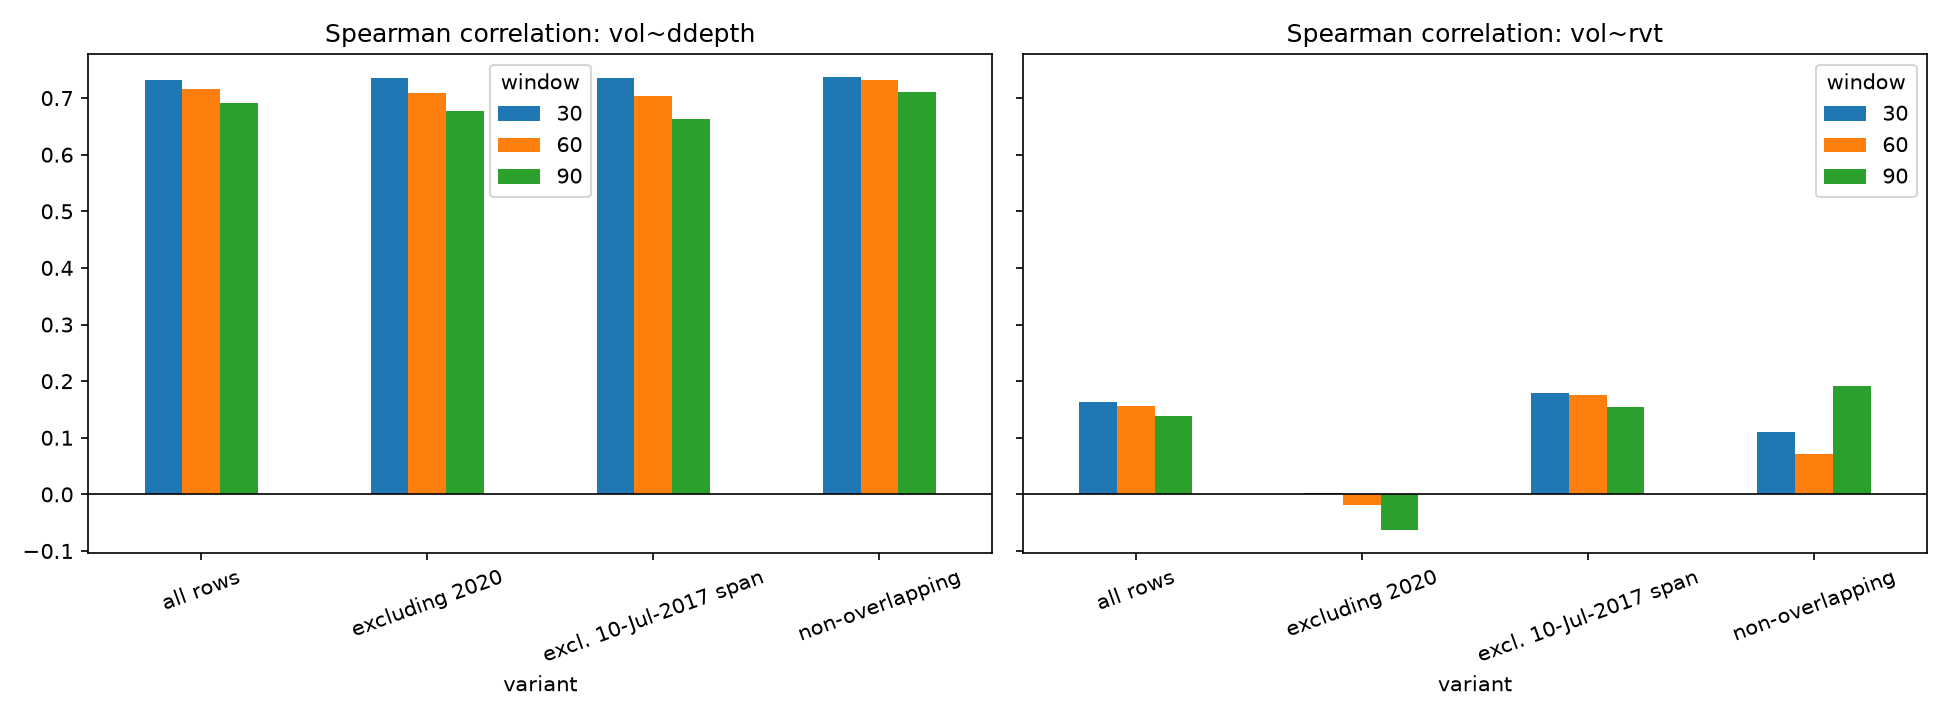 Spearman correlation: vol~ddepth
0.7
0.6
0.5
0.4
0.3
0.2
0.1
0.0
−0.1
window
30
60
90
all rows
excluding 2020
excl. 10-Jul-2017 span
non-overlapping
variant
Spearman correlation: vol~rvt
window
30
60
90
all rows
excluding 2020
excl. 10-Jul-2017 span
non-overlapping
variant